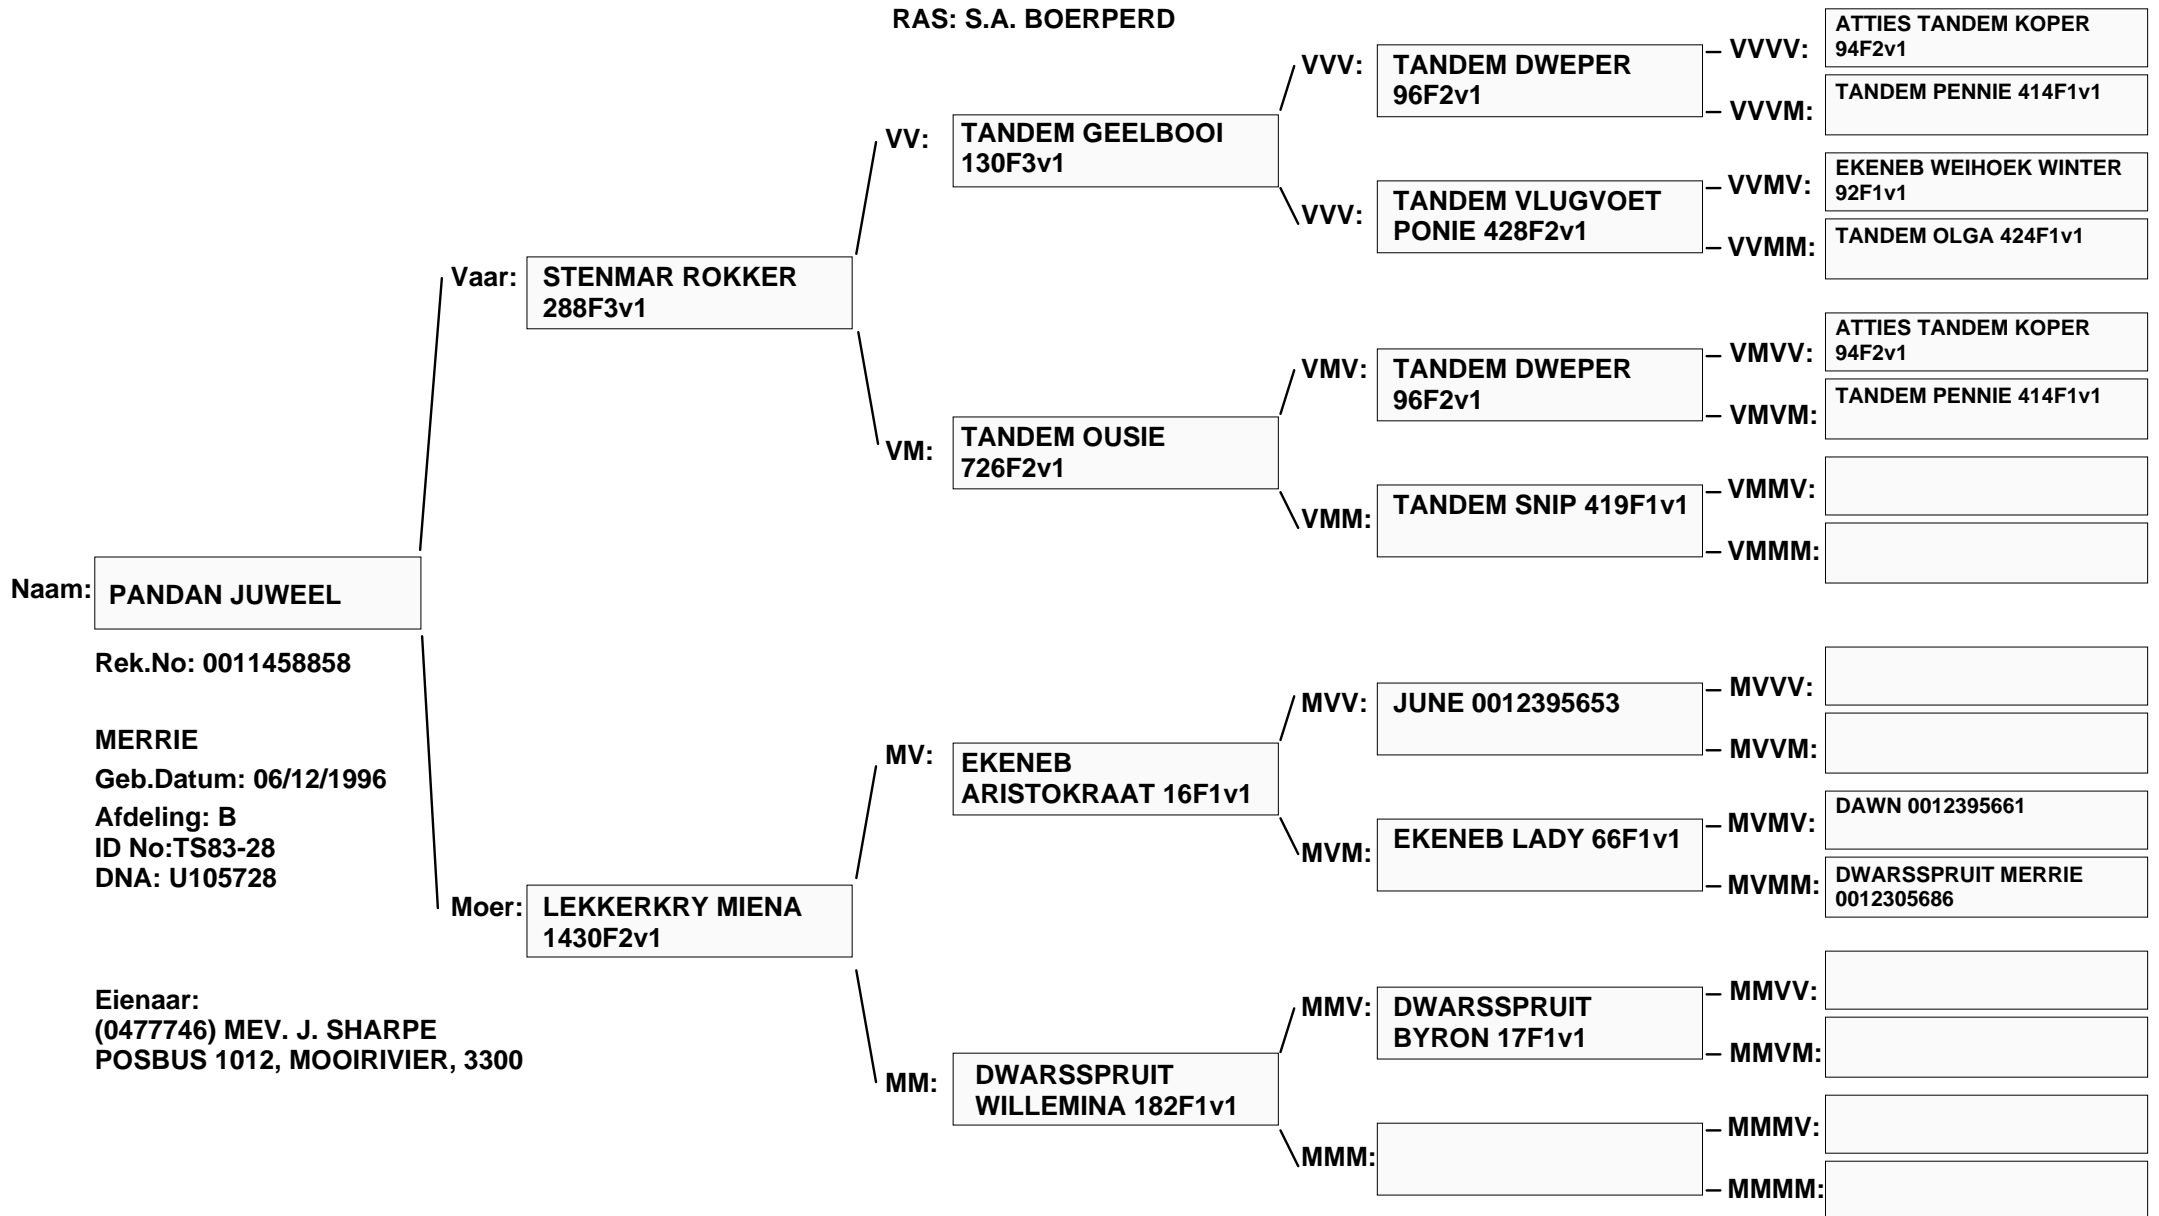 RAS: S.A. BOERPERD
Naam: PANDAN JUWEEL
Rek.No: 0011458858
MERRIE
Geb.Datum: 06/12/1996
Afdeling: B
ID No:TS83-28
DNA: U105728
Eienaar:
(0477746) MEV. J. SHARPE
POSBUS 1012, MOOIRIVIER, 3300
Vaar: STENMAR ROKKER
288F3v1
Moer: LEKKERKRY MIENA
1430F2v1
VV: TANDEM GEELBOOI
130F3v1
VM: TANDEM OUSIE
726F2v1
MV: EKENEB
ARISTOKRAAT 16F1v1
MM: DWARSSPRUIT
WILLEMINA 182F1v1
VVV: TANDEM DWEPER
96F2v1
VVV: TANDEM VLUGVOET
PONIE 428F2v1
VMV: TANDEM DWEPER
96F2v1
VMM: TANDEM SNIP 419F1v1
MVV: JUNE 0012395653
MVM: EKENEB LADY 66F1v1
MMV: DWARSSPRUIT
BYRON 17F1v1
MMM:
VVVV: ATTIES TANDEM KOPER
94F2v1
VVVM: TANDEM PENNIE 414F1v1
VVMV: EKENEB WEIHOEK WINTER
92F1v1
VVMM: TANDEM OLGA 424F1v1
VMVV: ATTIES TANDEM KOPER
94F2v1
VMVM: TANDEM PENNIE 414F1v1
VMMV:
VMMM:
MVVV:
MVVM:
MVMV: DAWN 0012395661
MVMM: DWARSSPRUIT MERRIE
0012305686
MMVV:
MMVM:
MMMV:
MMMM: